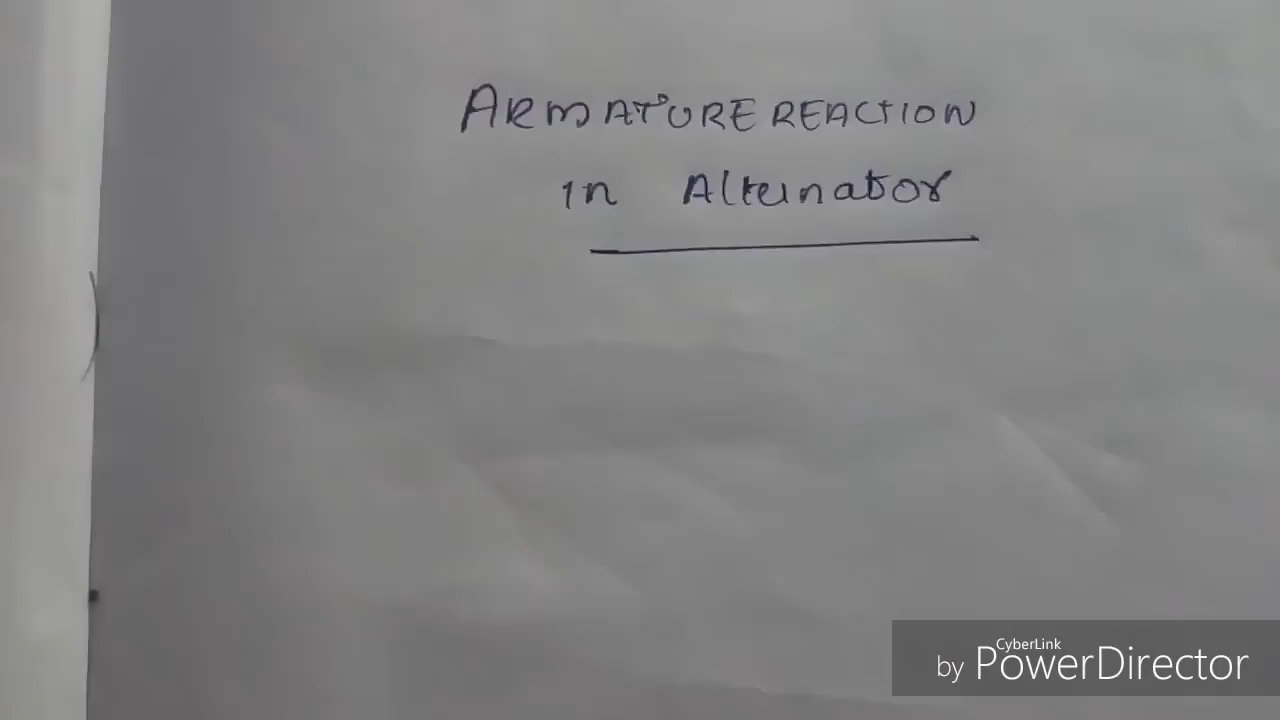 ARMATURE REACTION
in Alternator
CyberLink
by PowerDirector